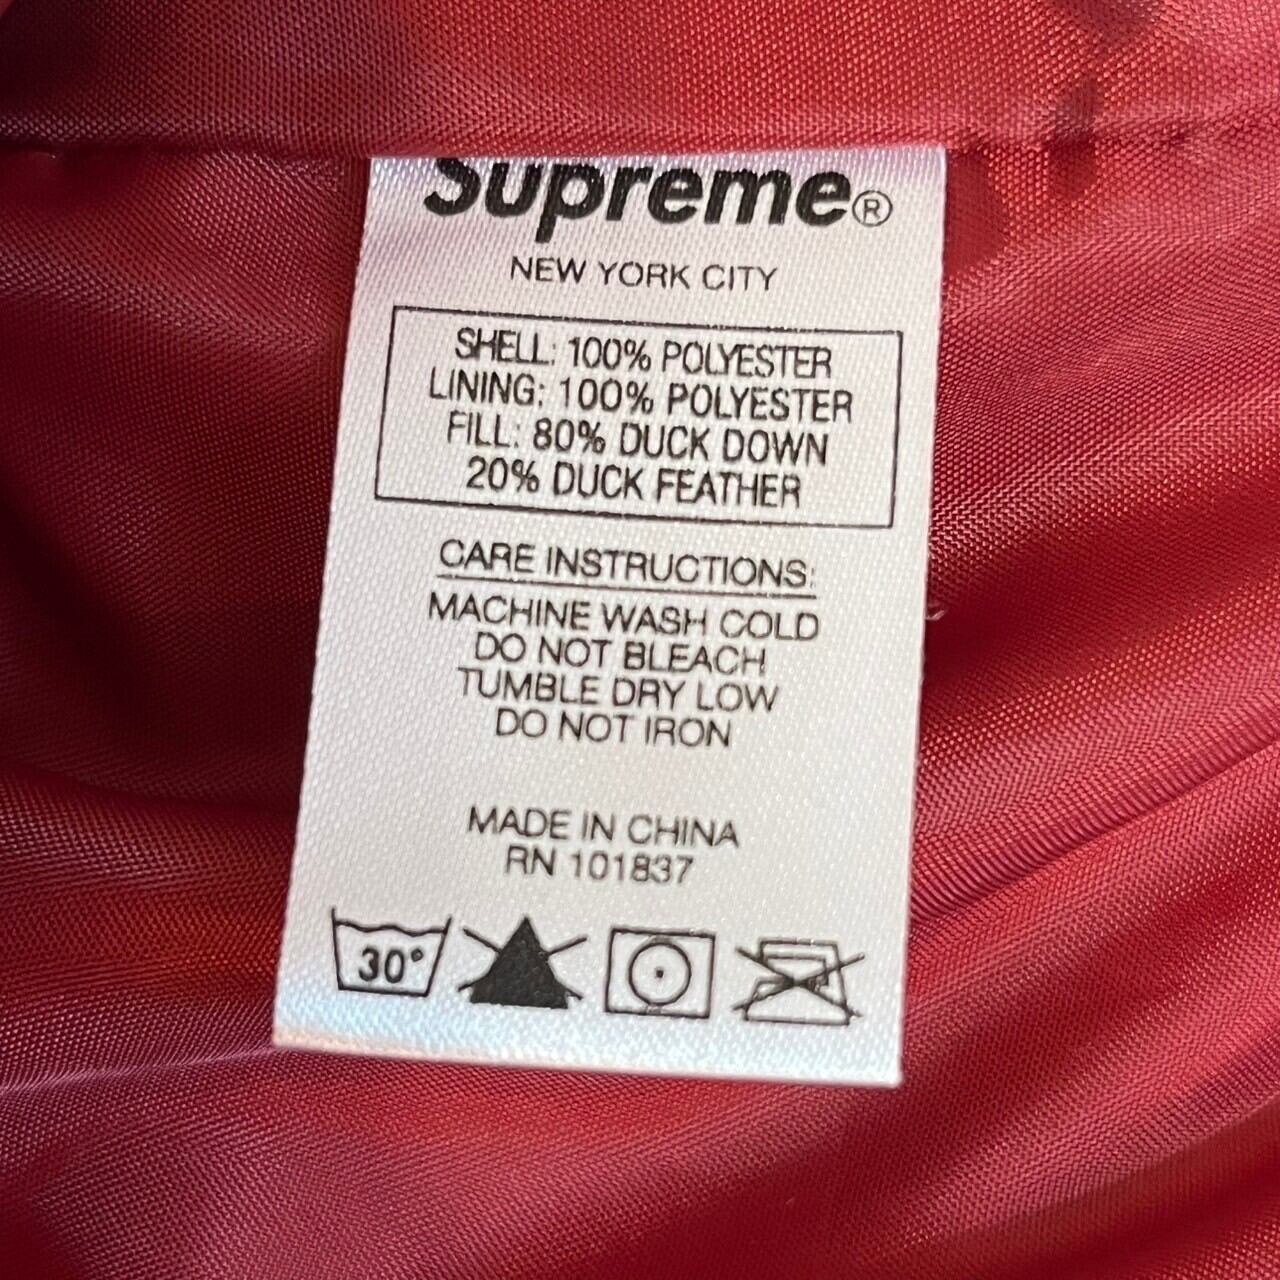 Supreme®
NEW YORK CITY
SHELL: 100% POLYESTER
LINING: 100% POLYESTER
FILL: 80% DUCK DOWN
20% DUCK FEATHER
CARE INSTRUCTIONS:
MACHINE WASH COLD
DO NOT BLEACH
TUMBLE DRY LOW
DO NOT IRON
MADE IN CHINA
RN 101837
30°